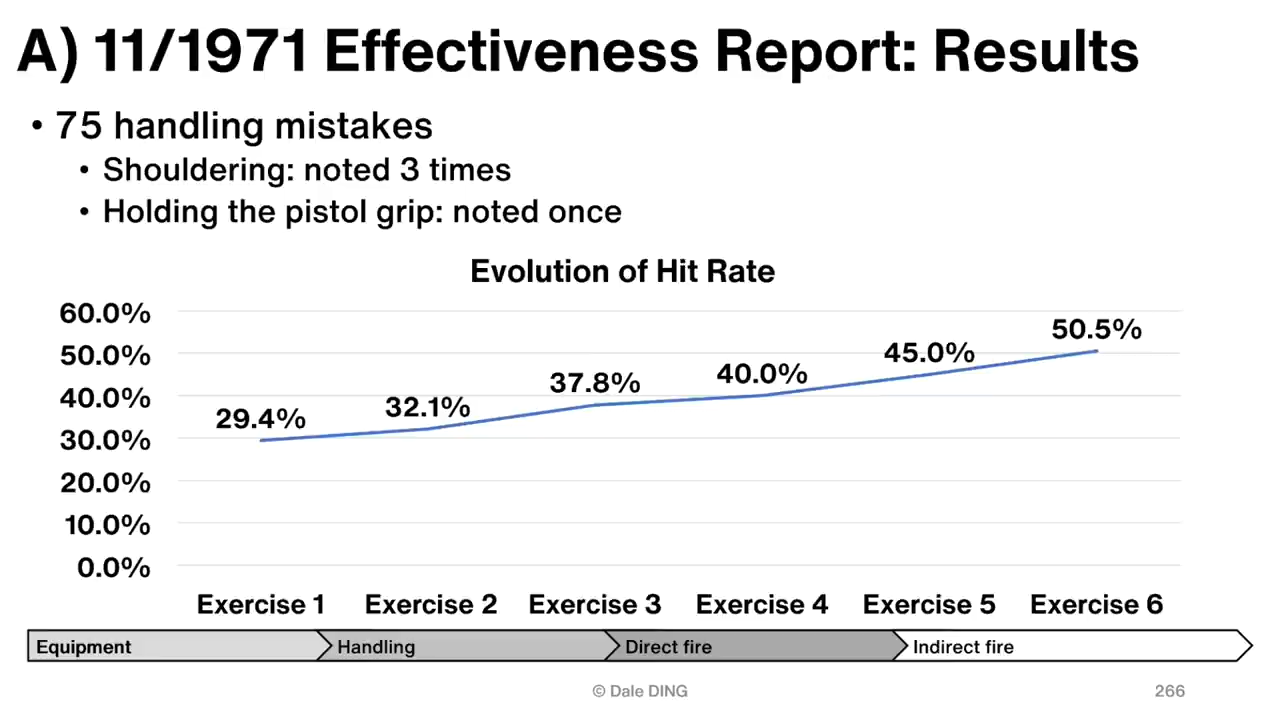 A) 11/1971 Effectiveness Report: Results
• 75 handling mistakes
• Shouldering: noted 3 times
• Holding the pistol grip: noted once
Evolution of Hit Rate
60.0%
50.0%
40.0%
30.0%
20.0%
10.0%
0.0%
29.4%
32.1%
37.8%
40.0%
45.0%
50.5%
Exercise 1 Exercise 2 Exercise 3 Exercise 4 Exercise 5 Exercise 6
Equipment Handling Direct fire Indirect fire
© Dale DING 266